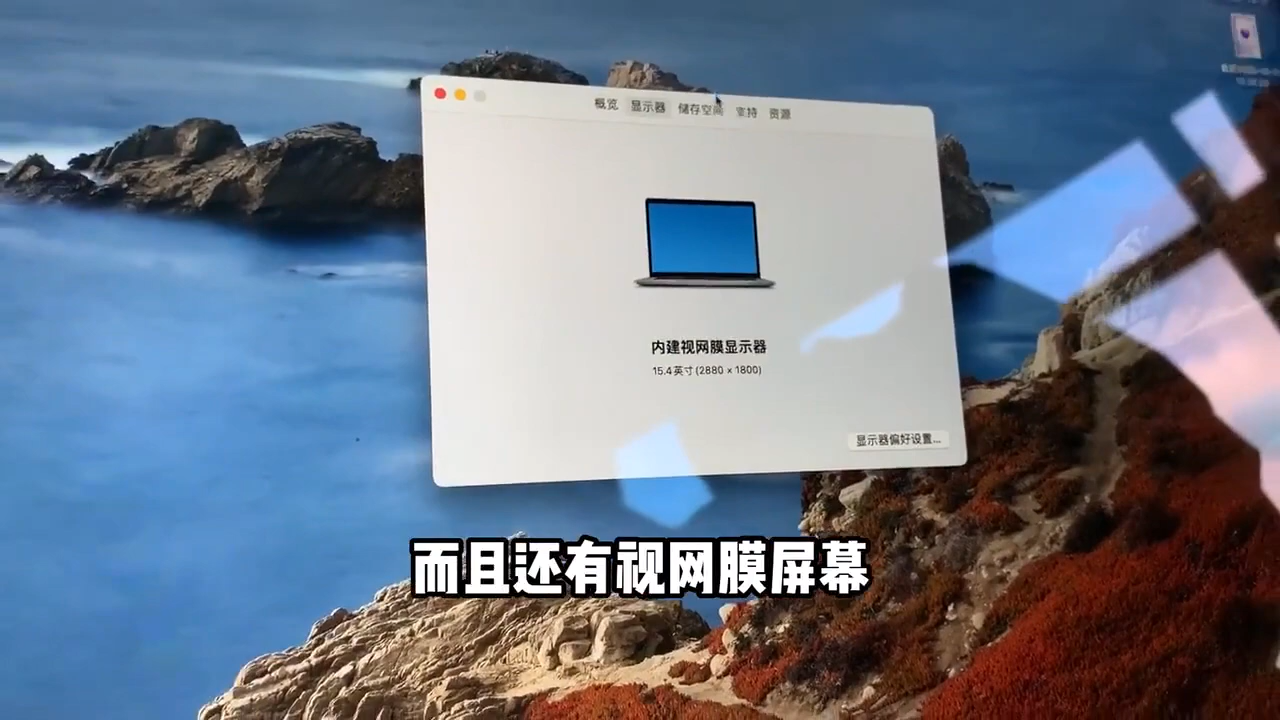 概览 显示器 储存空间 支持 资源
内建视网膜显示器
15.4英寸 (2880 × 1800)
显示器偏好设置...
而且还有视网膜屏幕